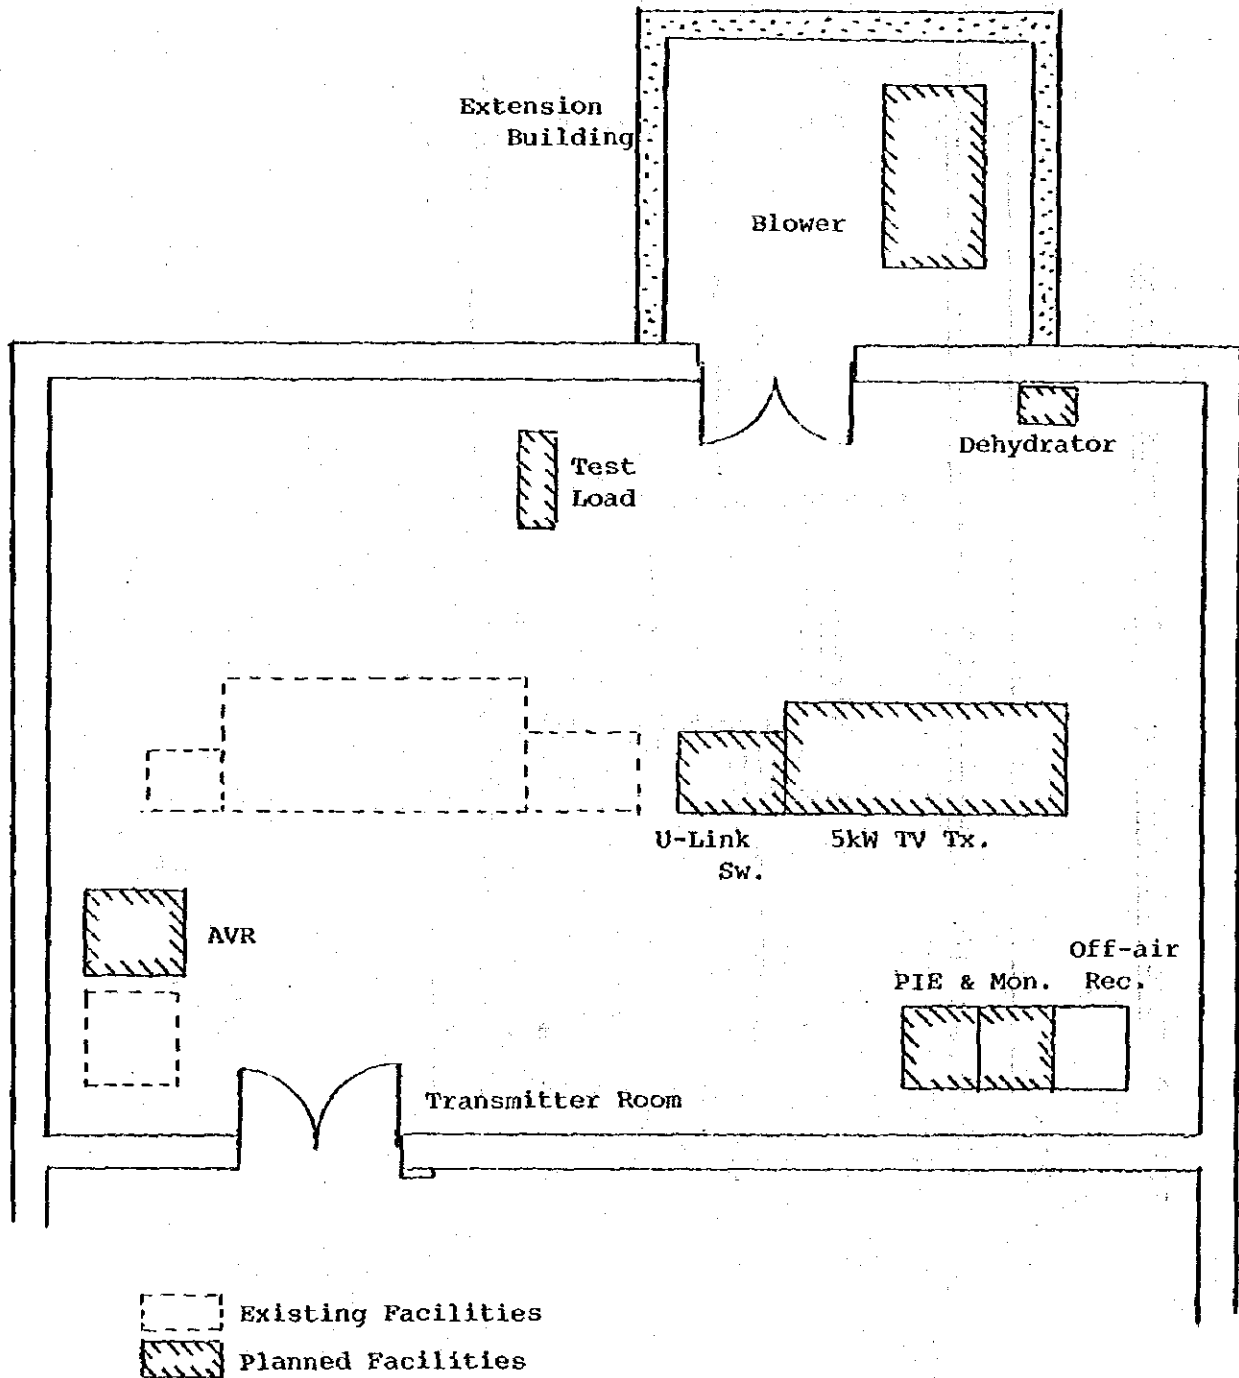 Extension
Building
Blower
Test
Load
Dehydrator
U-Link
Sw.
5kW TV Tx.
AVR
Off-air
PIE & Mon. Rec.
Transmitter Room
Existing Facilities
Planned Facilities